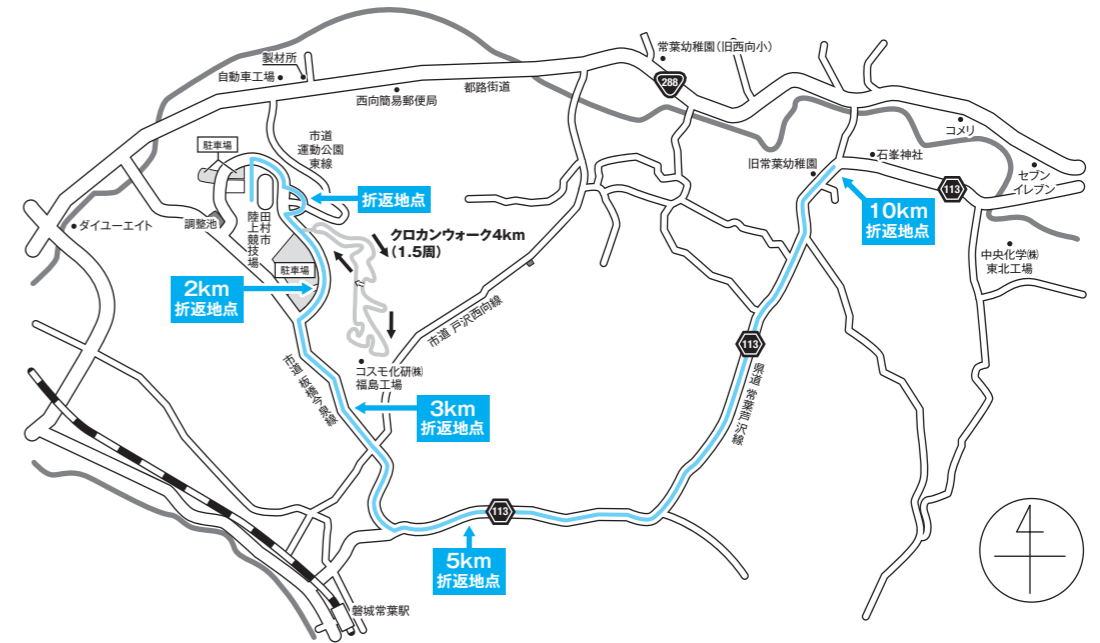 常葉幼稚園(旧西向小)
製材所
自動車工場
288
都路街道
西向簡易郵便局
コメリ
市道
運動公園
東線
駐車場
石峯神社
旧常葉幼稚園
セブン
イレブン
113
折返地点
10km
折返地点
ダイユーエイト
調整池
田村市
陸上競技場
クロカンウォーク4km
(1.5周)
中央化学㈱
東北工場
駐車場
2km
折返地点
市道 戸沢西向線
113
コスモ化研㈱
福島工場
市道 板橋今泉線
県道 常葉芦沢線
3km
折返地点
113
5km
折返地点
磐城常葉駅